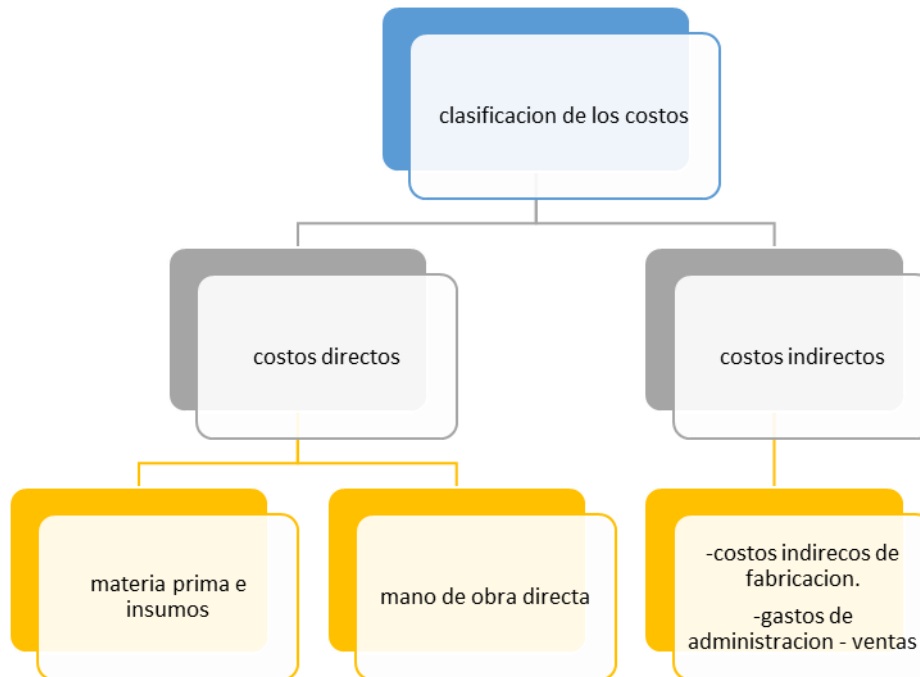 clasificacion de los costos
costos directos
costos indirectos
materia prima e
insumos
mano de obra directa
-costos indirecos de
fabricacion.
-gastos de
administracion - ventas